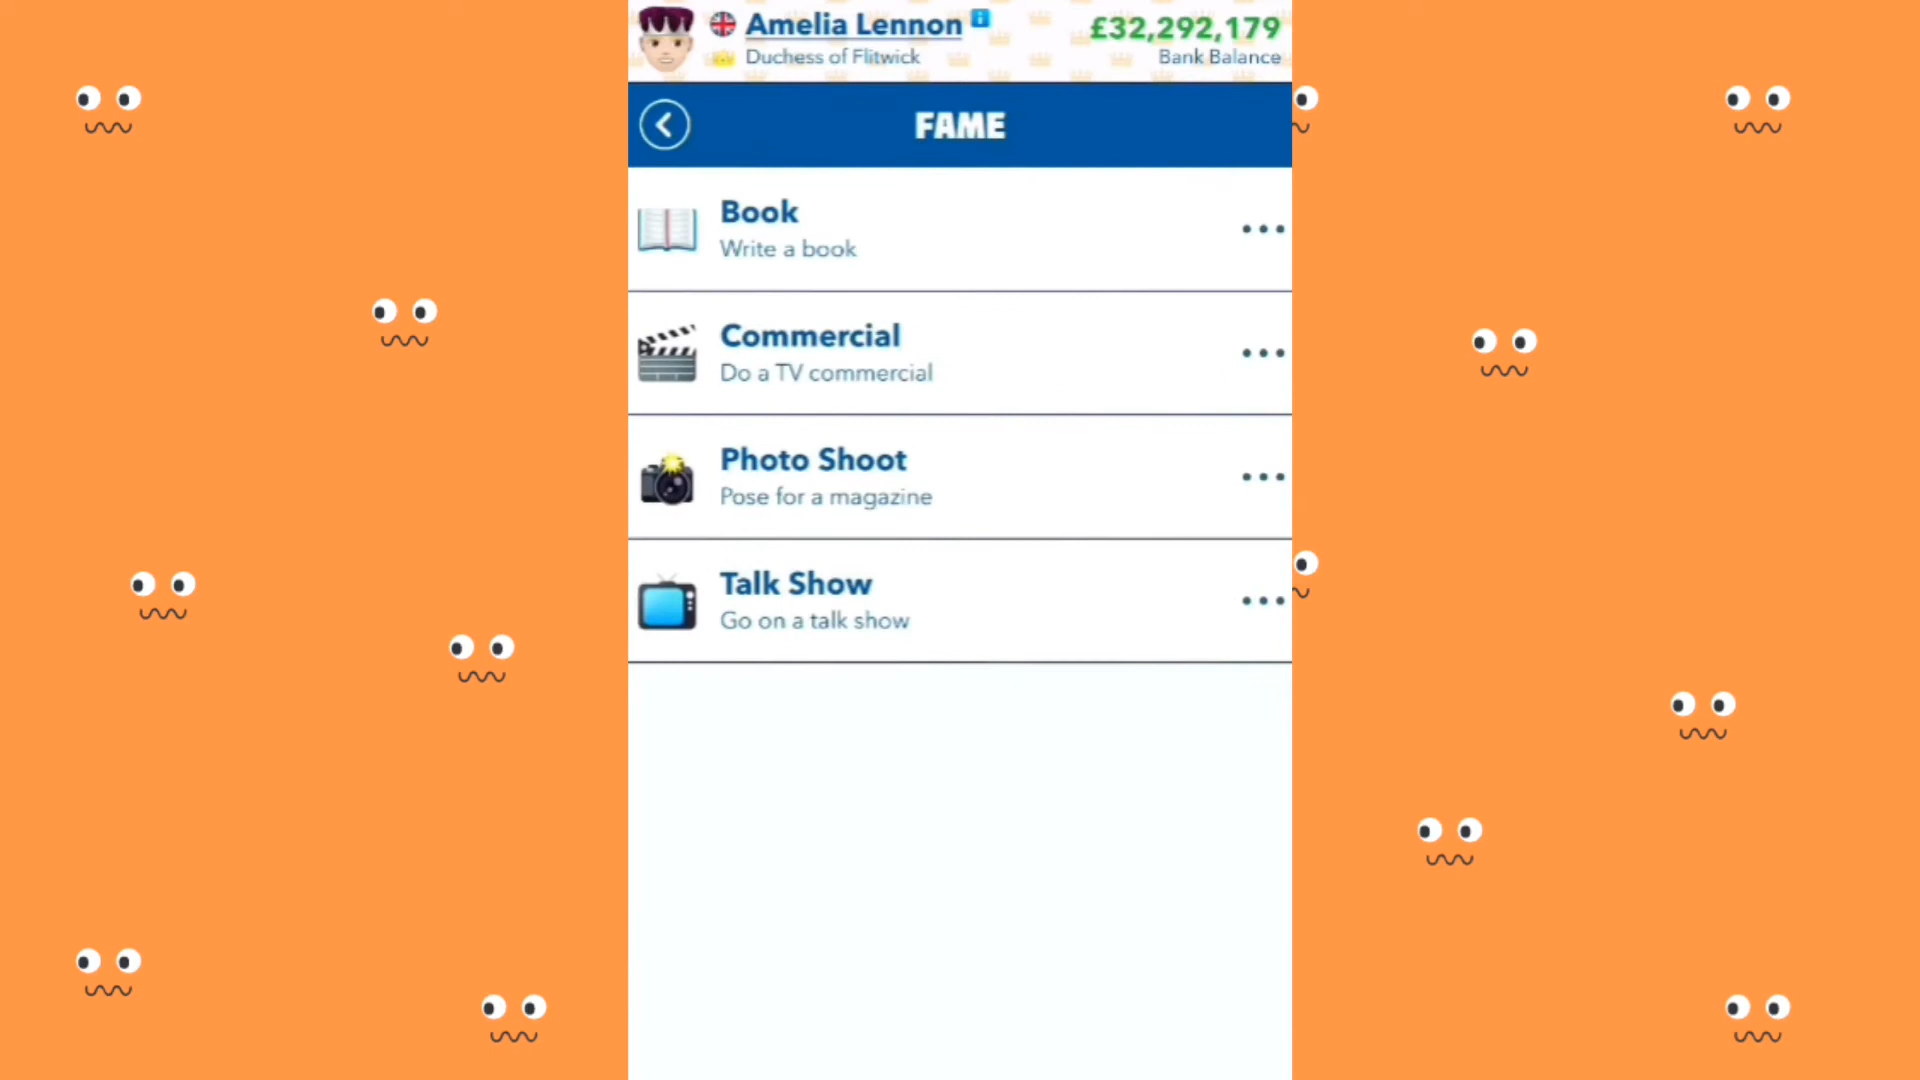 Amelia Lennon
£32,292,179
Duchess of Flitwick
Bank Balance
FAME
Book
Write a book
Commercial
Do a TV commercial
Photo Shoot
Pose for a magazine
Talk Show
Go on a talk show